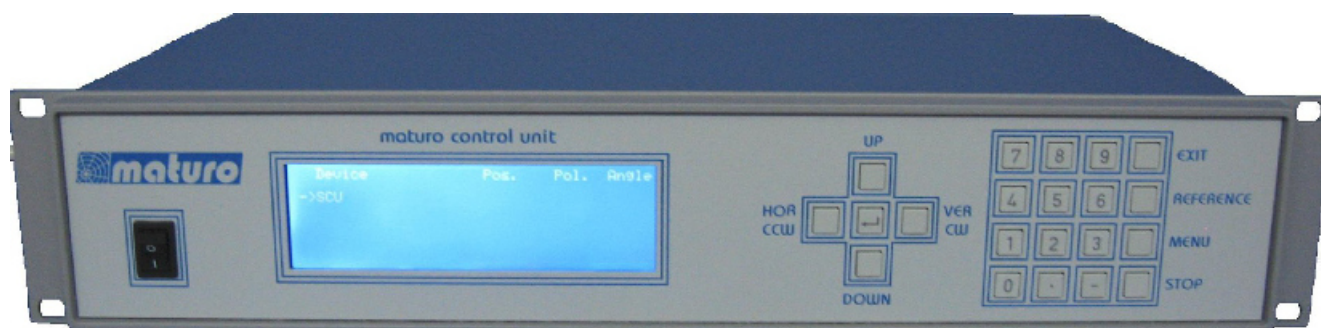 maturo
maturo control unit
Device Pos. Pol. Angle
->SCU
O
I
UP
HOR
CCW
VER
CW
DOWN
7 8 9 EXIT
4 5 6 REFERENCE
1 2 3 MENU
0 . - STOP